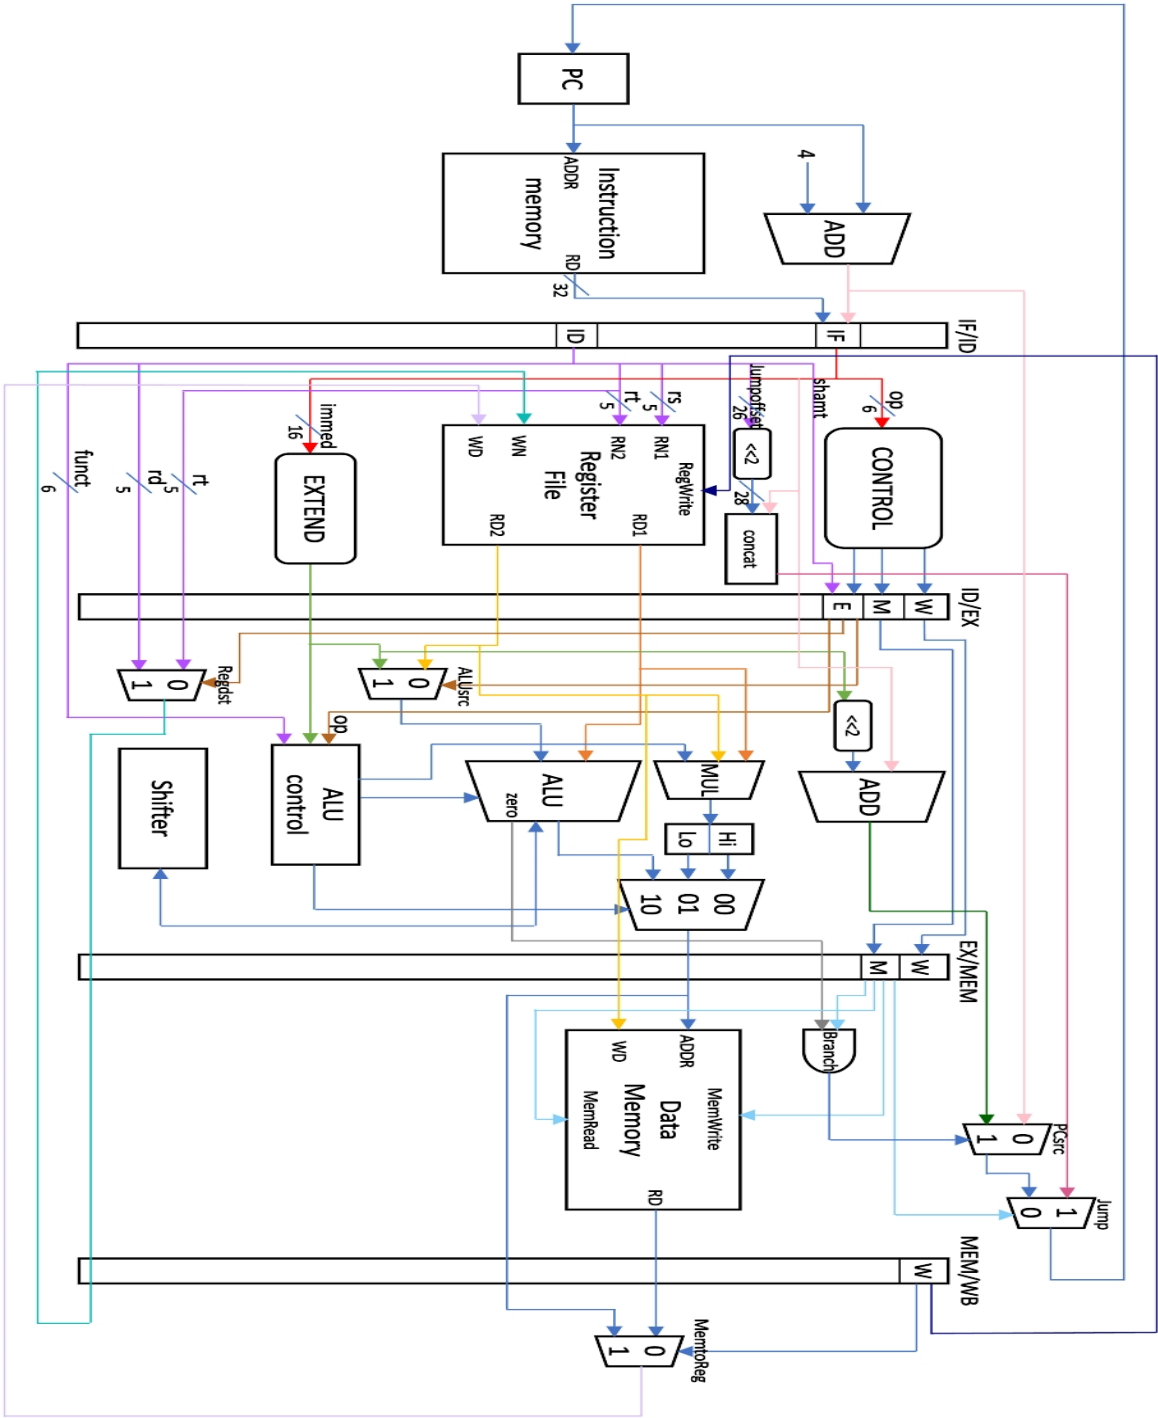 PC
4
ADDR
Instruction
memory
RD
32
ADD
IF/ID
IF
ID
op
6
shamt
Jumpoffset
26
rs
5
rt
5
immed
16
rt
5
rd
5
funct
6
CONTROL
<<2
28
concat
RegWrite
RN1
RN2
WN
WD
Register
File
RD1
RD2
EXTEND
ID/EX
W
M
E
Regdst
0
1
ALUsrc
0
1
op
<<2
ADD
MUL
Hi
Lo
ALU
zero
ALU
control
Shifter
00
01
10
EX/MEM
W
M
Branch
ADDR
WD
MemWrite
Data
Memory
MemRead
RD
PCsrc
0
1
Jump
1
0
MEM/WB
W
MemtoReg
0
1